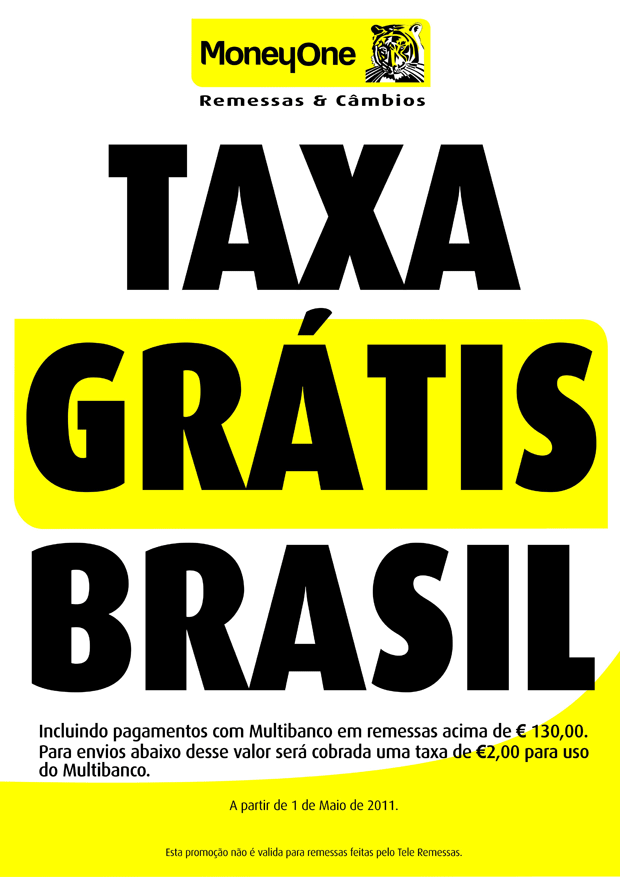 MoneyOne
Remessas & Câmbios
TAXA
GRÁTIS
BRASIL
Incluindo pagamentos com Multibanco em remessas acima de € 130,00.
Para envios abaixo desse valor será cobrada uma taxa de €2,00 para uso
do Multibanco.
A partir de 1 de Maio de 2011.
Esta promoção não é valida para remessas feitas pelo Tele Remessas.